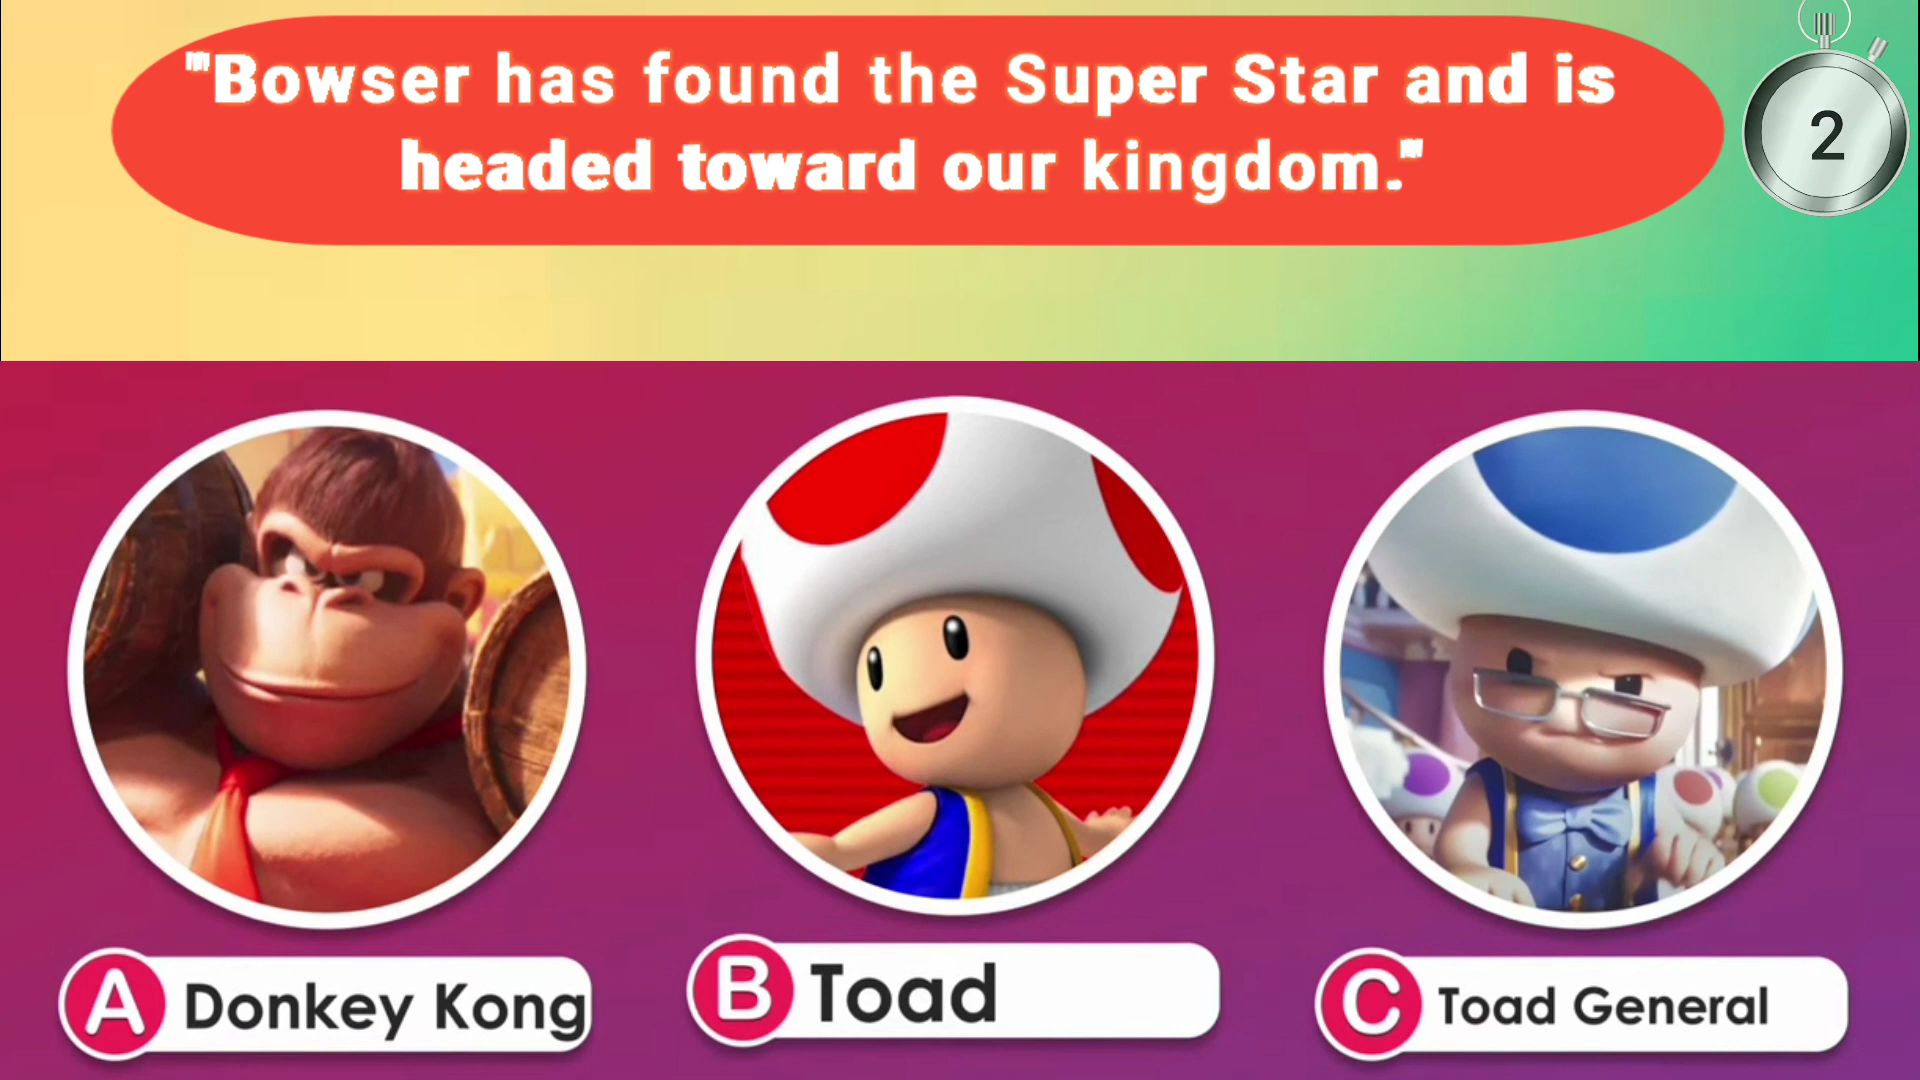 "Bowser has found the Super Star and is
headed toward our kingdom."
2
A Donkey Kong
B Toad
C Toad General